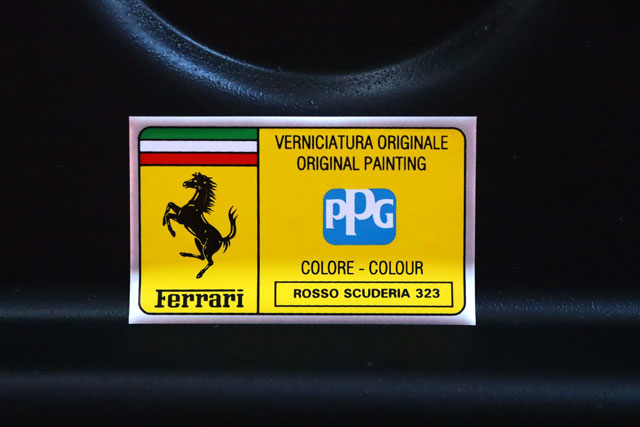 VERNICIATURA ORIGINALE
ORIGINAL PAINTING
PPG
COLORE - COLOUR
ROSSO SCUDERIA 323
Ferrari